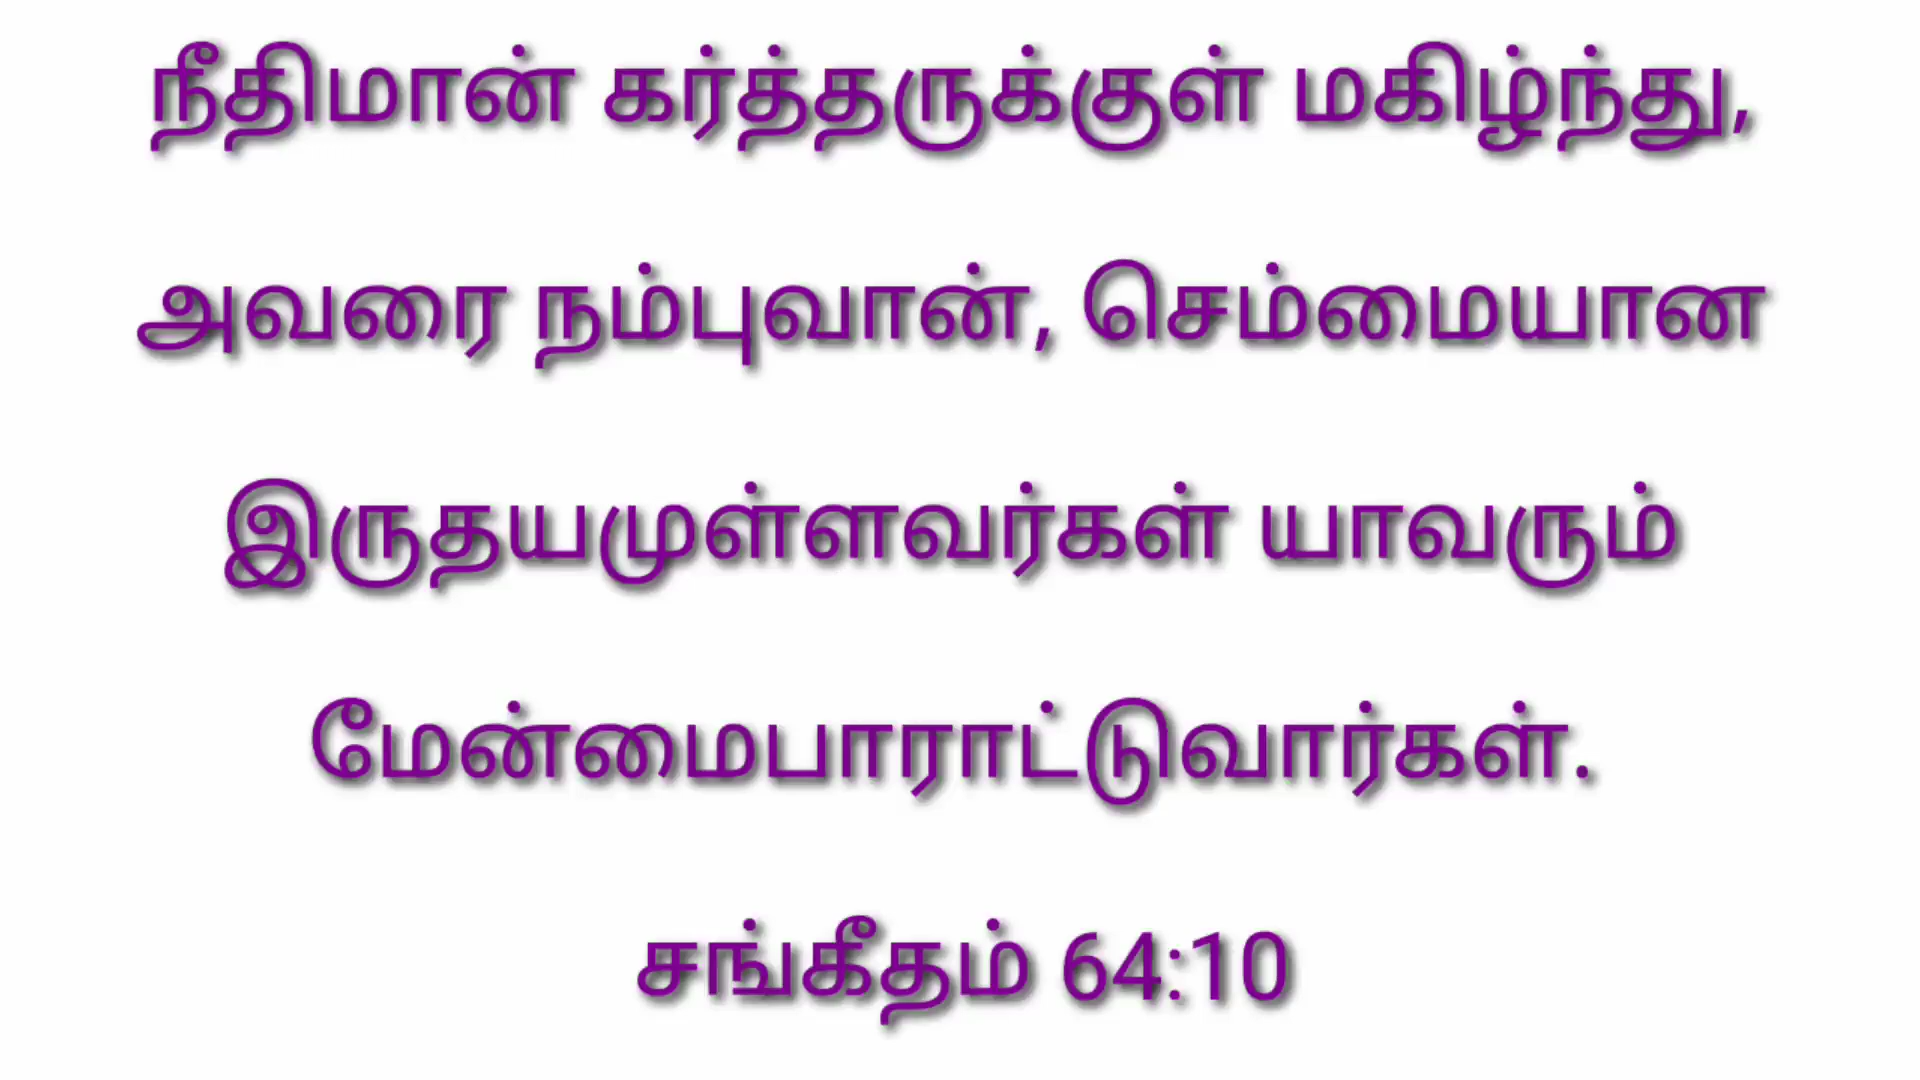 நீதிமான் கர்த்தருக்குள் மகிழ்ந்து,
அவரை நம்புவான், செம்மையான
இருதயமுள்ளவர்கள் யாவரும்
மேன்மைபாராட்டுவார்கள்.
சங்கீதம் 64:10